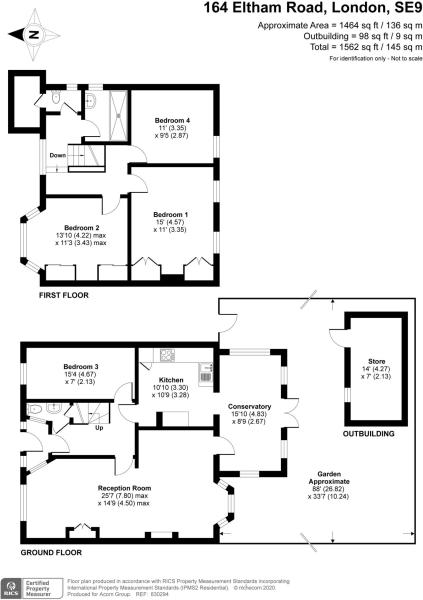 164 Eltham Road, London, SE9
Approximate Area = 1464 sq ft / 136 sq m
Outbuilding = 98 sq ft / 9 sq m
Total = 1562 sq ft / 145 sq m
For identification only - Not to scale
N
Bedroom 4
11' (3.35)
x 9'5 (2.87)
Down
Bedroom 1
15' (4.57)
x 11' (3.35)
Bedroom 2
13'10 (4.22) max
x 11'3 (3.43) max
FIRST FLOOR
Bedroom 3
15'4 (4.67)
x 7' (2.13)
Kitchen
10'10 (3.30)
x 10'9 (3.28)
Store
14' (4.27)
x 7' (2.13)
Conservatory
15'10 (4.83)
x 8'9 (2.67)
Up
OUTBUILDING
Reception Room
25'7 (7.80) max
x 14'9 (4.50) max
Garden
Approximate
88' (26.82)
x 33'7 (10.24)
GROUND FLOOR
RICS
Certified
Property
Measurer
Floor plan produced in accordance with RICS Property Measurement Standards incorporating
International Property Measurement Standards (IPMS2 Residential). © nichecom 2020.
Produced for Acorn Group. REF: 630294